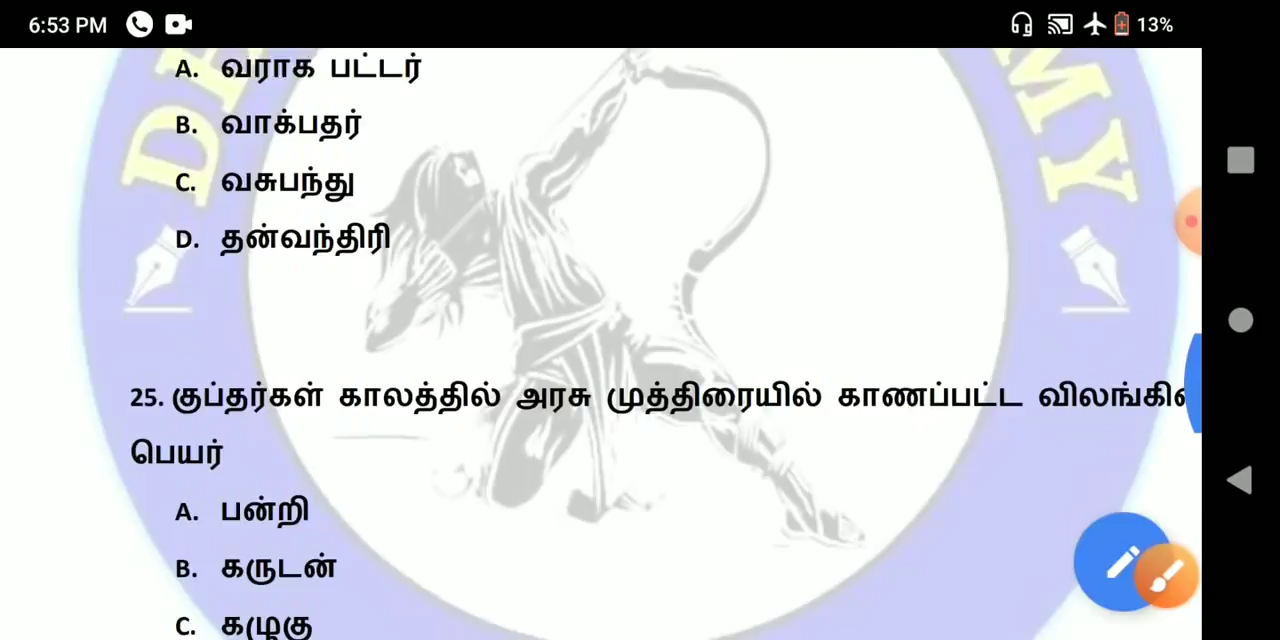 6:53 PM 13%
A. வராக பட்டர்
B. வாக்பதர்
C. வசுபந்து
D. தன்வந்திரி
25. குப்தர்கள் காலத்தில் அரசு முத்திரையில் காணப்பட்ட
பெயர்
A. பன்றி
B. கருடன்
C. கழுகு